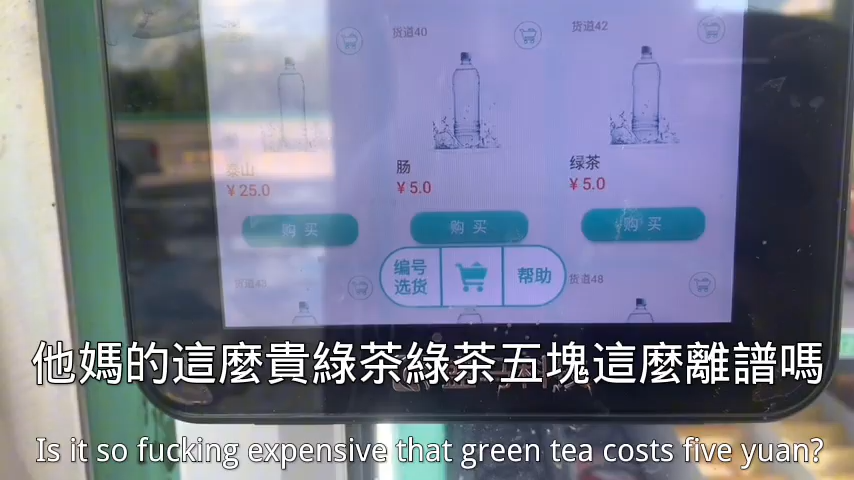 货道40
货道42
泰山
¥25.0
肠
¥5.0
绿茶
¥5.0
购买
购买
购买
编号
选货
帮助
货道48
他媽的這麼貴綠茶綠茶五塊這麼離譜嗎
Is it so fucking expensive that green tea costs five yuan?